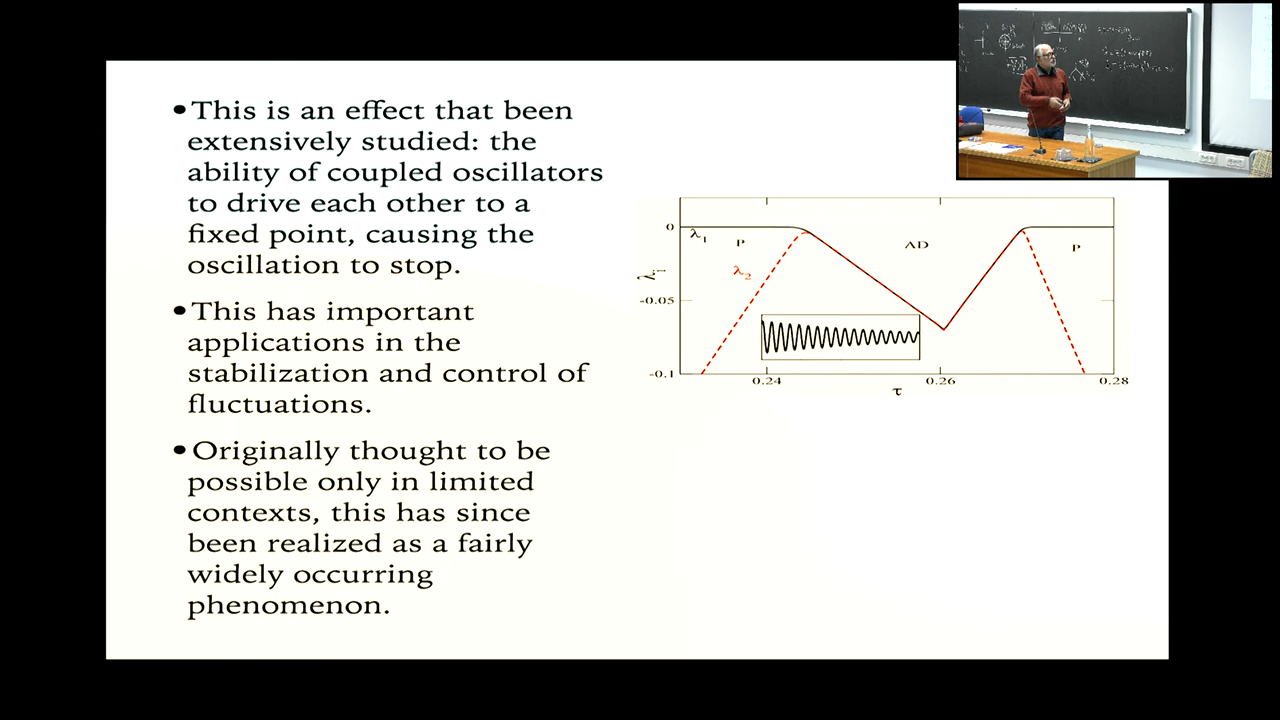 •This is an effect that been
extensively studied: the
ability of coupled oscillators
to drive each other to a
fixed point, causing the
oscillation to stop.
•This has important
applications in the
stabilization and control of
fluctuations.
•Originally thought to be
possible only in limited
contexts, this has since
been realized as a fairly
widely occurring
phenomenon.
0
λ₁
P
AD
P
λ₂
λᵢ
-0.05
-0.1
0.24
0.26
0.28
τ